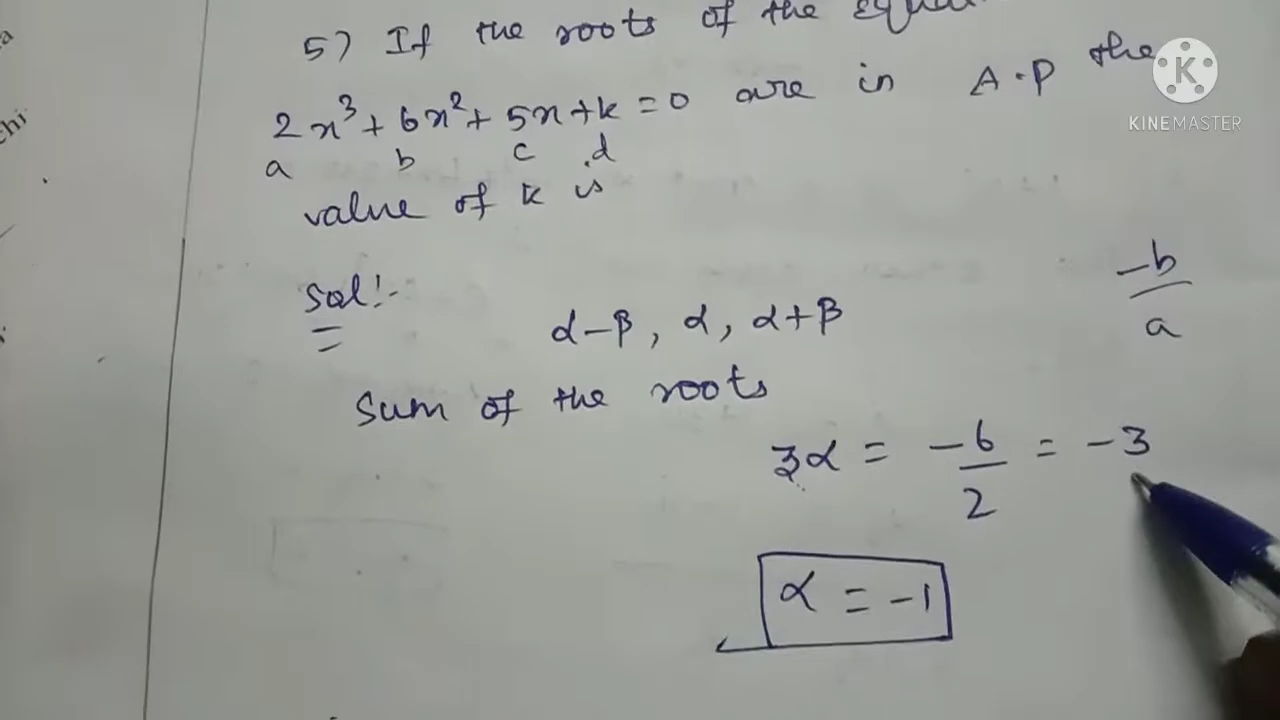 5) If the roots of the
2x³ + 6x² + 5x + k = 0 are in A.P the
a b c d
value of k is
Sol:-
α-β, α, α+β
-b/a
Sum of the roots
3α = -6/2 = -3
α = -1
K
KINEMASTER
chi